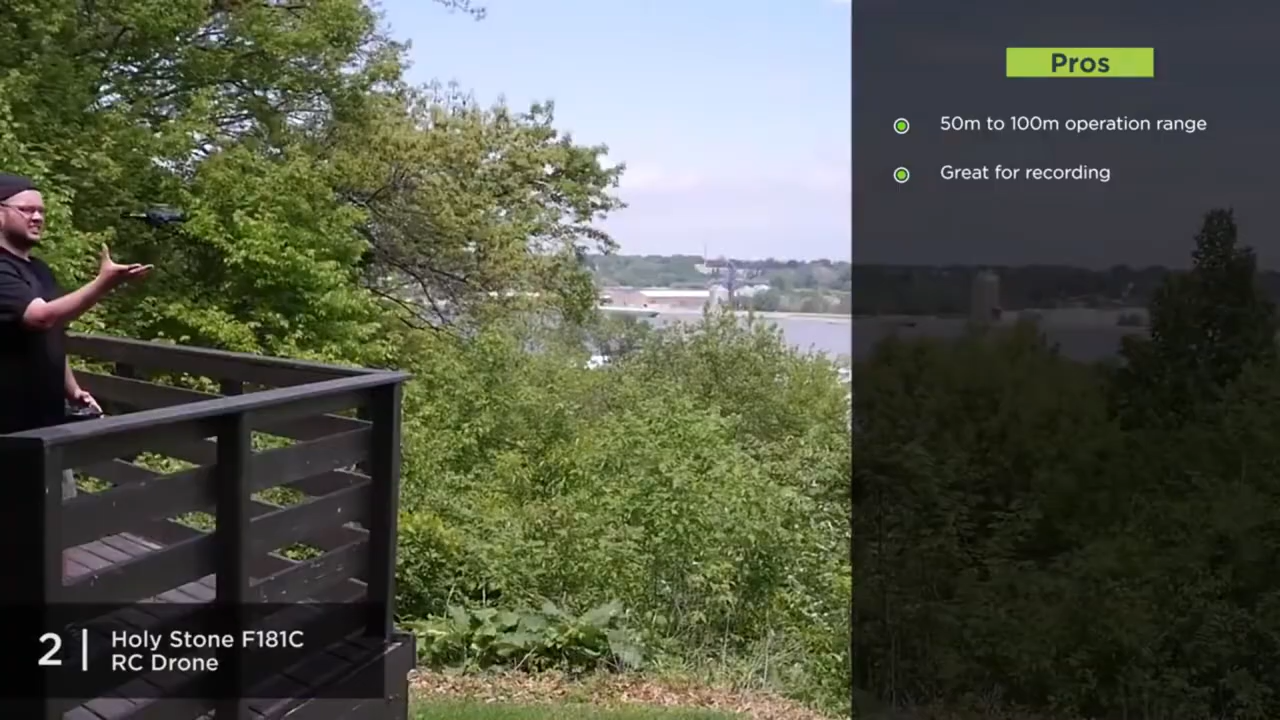 Pros
50m to 100m operation range
Great for recording
2
Holy Stone F181C
RC Drone